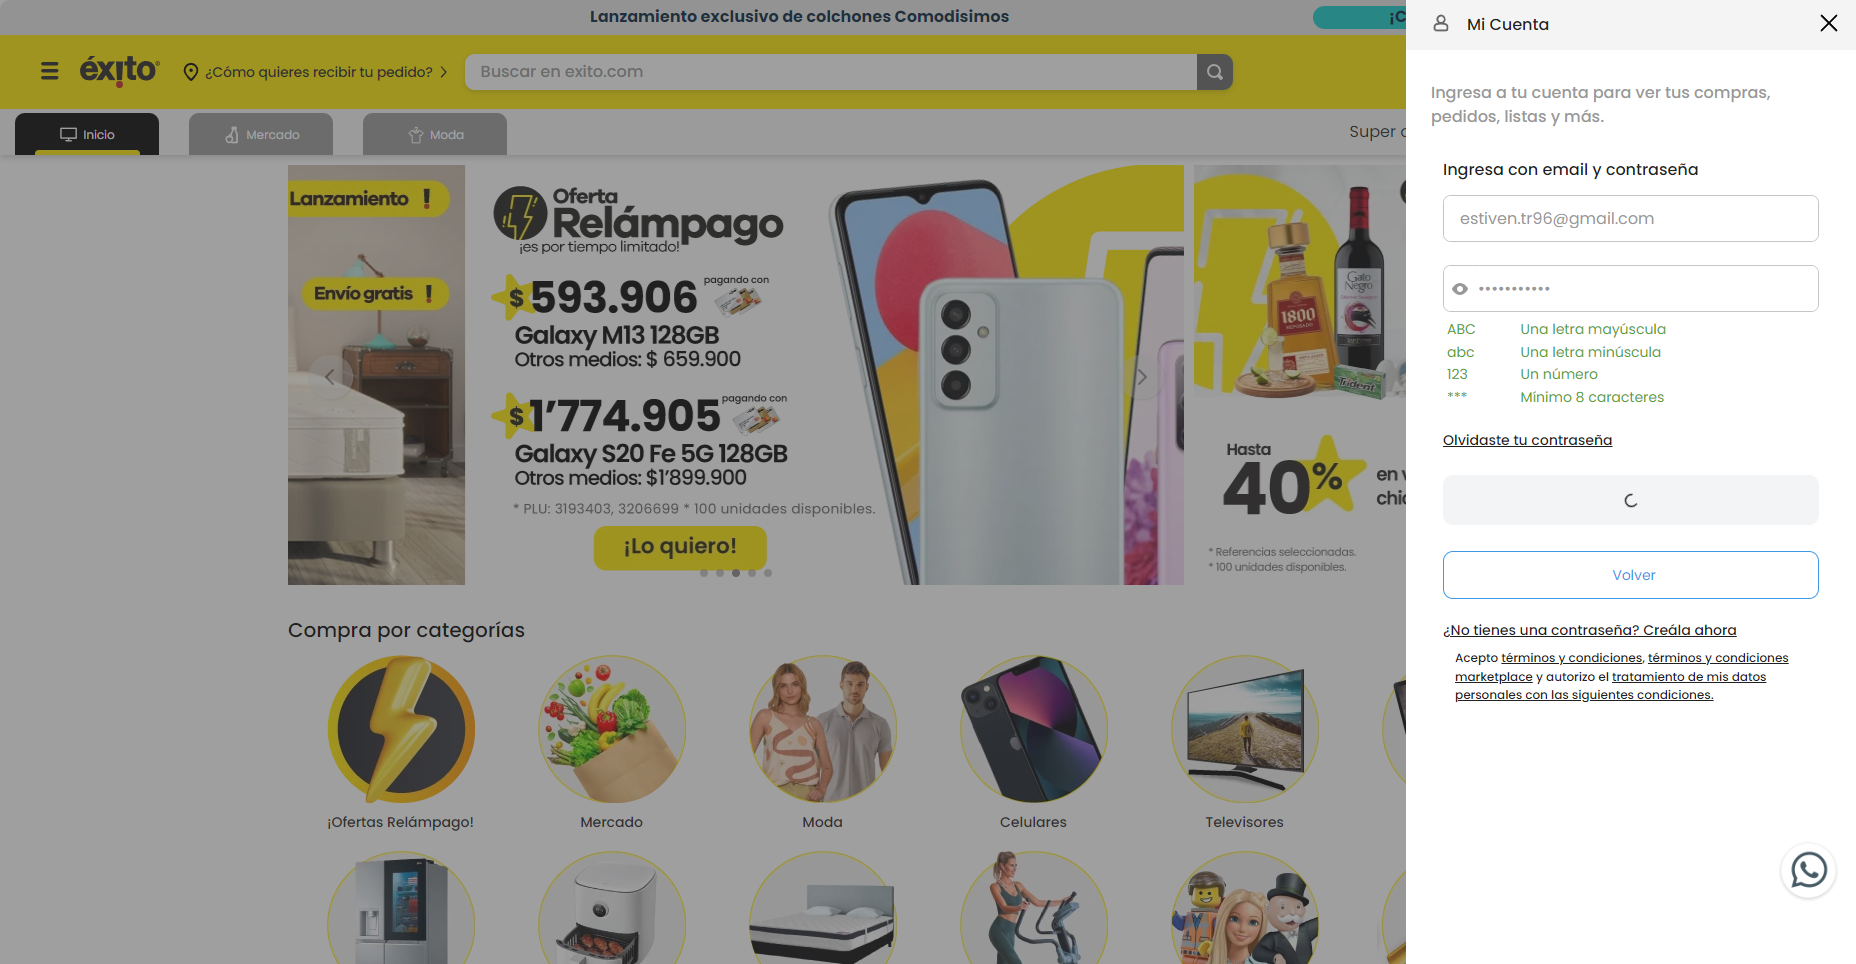 Lanzamiento exclusivo de colchones Comodisimos
¡C
éxito
¿Cómo quieres recibir tu pedido?
Buscar en exito.com
Inicio
Mercado
Moda
Super
Lanzamiento !
Envío gratis !
Oferta
Relámpago
¡es por tiempo limitado!
$ 593.906 pagando con
Galaxy M13 128GB
Otros medios: $ 659.900
$ 1'774.905 pagando con
Galaxy S20 Fe 5G 128GB
Otros medios: $1'899.900
* PLU: 3193403, 3206699 * 100 unidades disponibles.
¡Lo quiero!
1800
Gato
Negro
Trident
Hasta
40% en v
chic
* Referencias seleccionadas.
* 100 unidades disponibles.
Compra por categorías
¡Ofertas Relámpago!
Mercado
Moda
Celulares
Televisores
Mi Cuenta
Ingresa a tu cuenta para ver tus compras,
pedidos, listas y más.
Ingresa con email y contraseña
estiven.tr96@gmail.com
•••••••••••
ABC Una letra mayúscula
abc Una letra minúscula
123 Un número
*** Mínimo 8 caracteres
Olvidaste tu contraseña
Volver
¿No tienes una contraseña? Creála ahora
Acepto términos y condiciones, términos y condiciones
marketplace y autorizo el tratamiento de mis datos
personales con las siguientes condiciones.